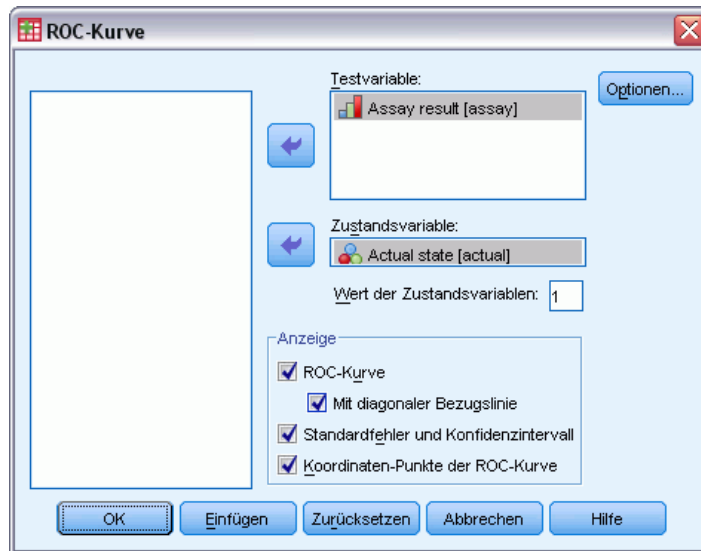 ROC-Kurve
Testvariable:
Optionen...
Assay result [assay]
Zustandsvariable:
Actual state [actual]
Wert der Zustandsvariablen: 1
Anzeige
ROC-Kurve
Mit diagonaler Bezugslinie
Standardfehler und Konfidenzintervall
Koordinaten-Punkte der ROC-Kurve
OK Einfügen Zurücksetzen Abbrechen Hilfe